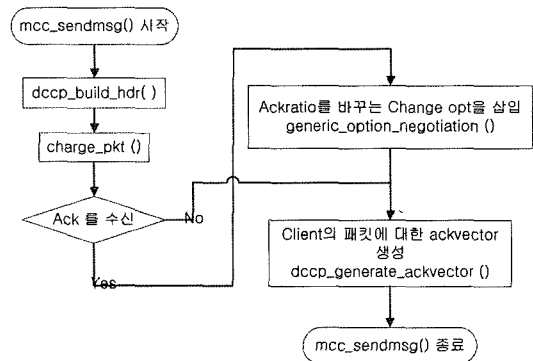 mcc_sendmsg() 시작
dccp_build_hdr( )
charge_pkt ()
Ack 를 수신
No
Yes
Ackratio를 바꾸는 Change opt을 삽입
generic_option_negotiation ()
Client의 패킷에 대한 ackvector
생성
dccp_generate_ackvector ()
mcc_sendmsg() 종료